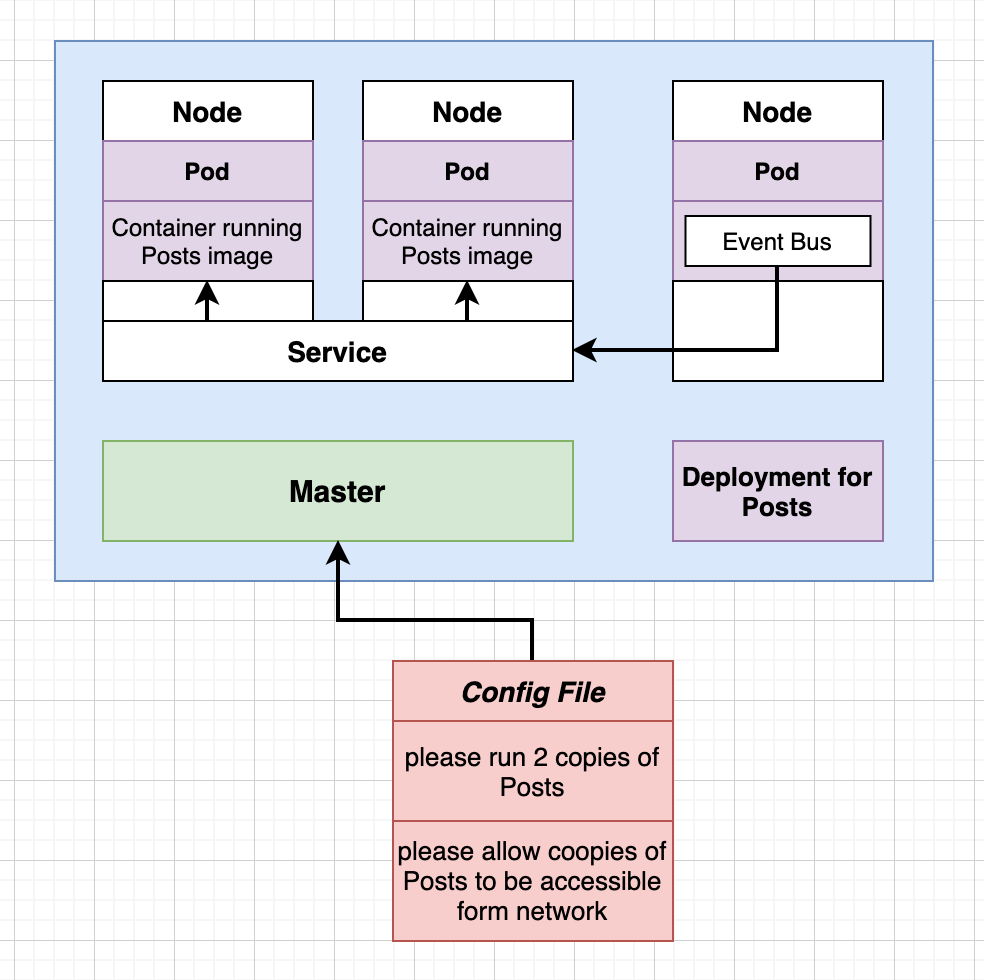 Node
Node
Node
Pod
Pod
Pod
Container running
Posts image
Container running
Posts image
Event Bus
Service
Master
Deployment for
Posts
Config File
please run 2 copies of
Posts
please allow coopies of
Posts to be accessible
form network